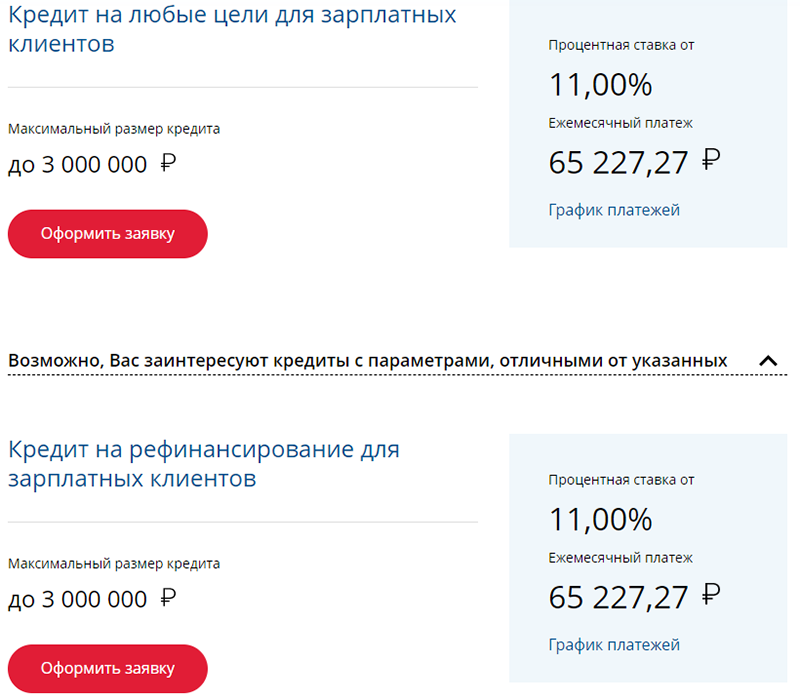 Кредит на любые цели для зарплатных
клиентов
Максимальный размер кредита
до 3 000 000 ₽
Оформить заявку
Процентная ставка от
11,00%
Ежемесячный платеж
65 227,27 ₽
График платежей
Возможно, Вас заинтересуют кредиты с параметрами, отличными от указанных
Кредит на рефинансирование для
зарплатных клиентов
Максимальный размер кредита
до 3 000 000 ₽
Оформить заявку
Процентная ставка от
11,00%
Ежемесячный платеж
65 227,27 ₽
График платежей